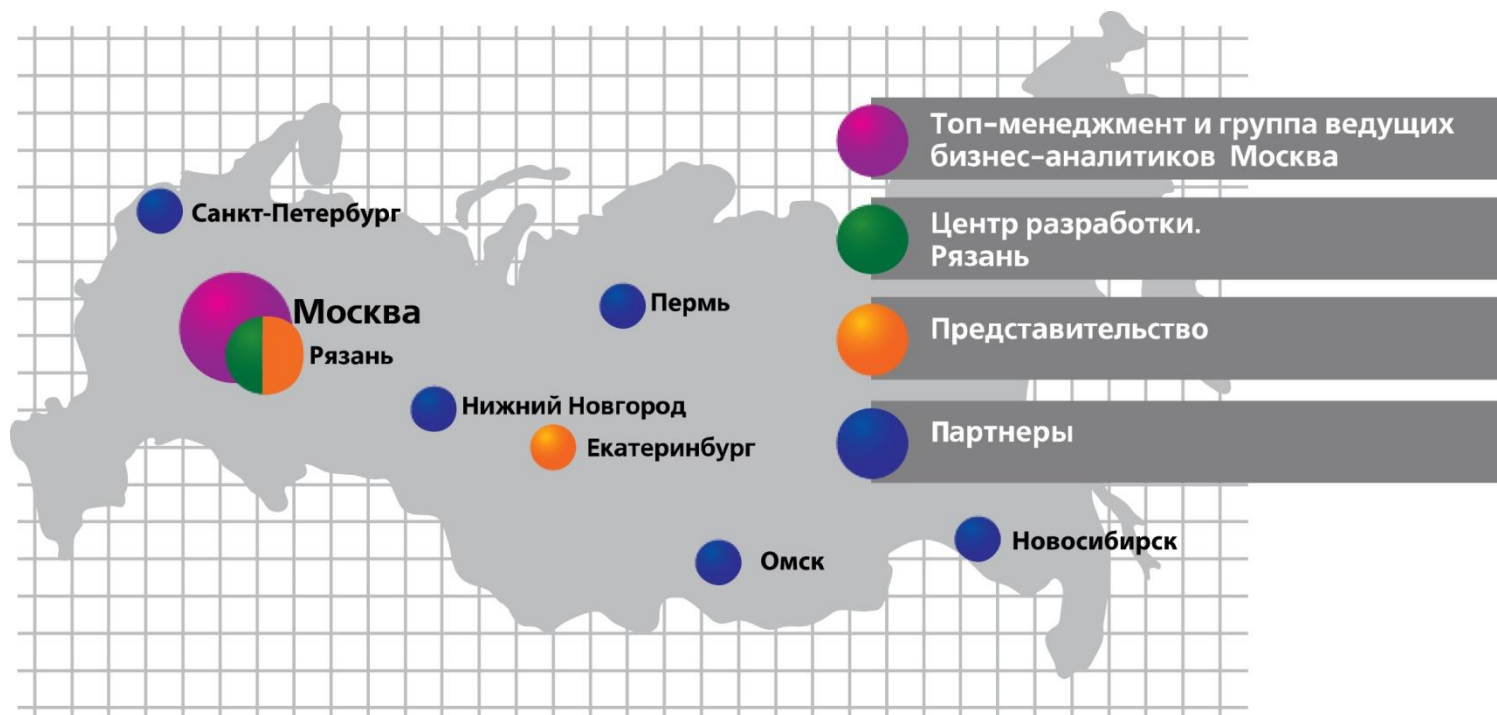 Топ-менеджмент и группа ведущих
бизнес-аналитиков Москва
Центр разработки.
Рязань
Представительство
Партнеры
Санкт-Петербург
Москва
Рязань
Пермь
Нижний Новгород
Екатеринбург
Омск
Новосибирск